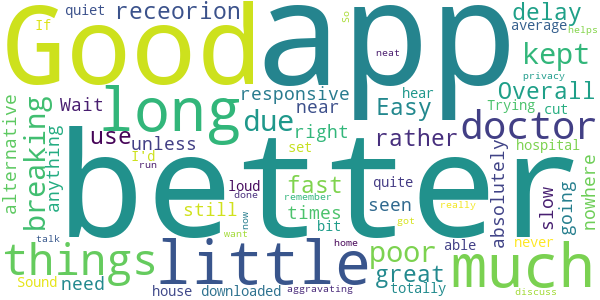 If quiet receorion
Good app
So
delay
average
helps
neat
kept
privacy
Wait responsive near hear Easy Overall
long due
Trying cut
alternative breaking anything
use unless right rather doctor
I'd set
hospital
better
run loud fast quite
absolutely slow going nowhere
done remember
still times seen
now bit
got really
want
things little poor much
talk home able never
great
Sound need house downloaded totally
aggravating discuss